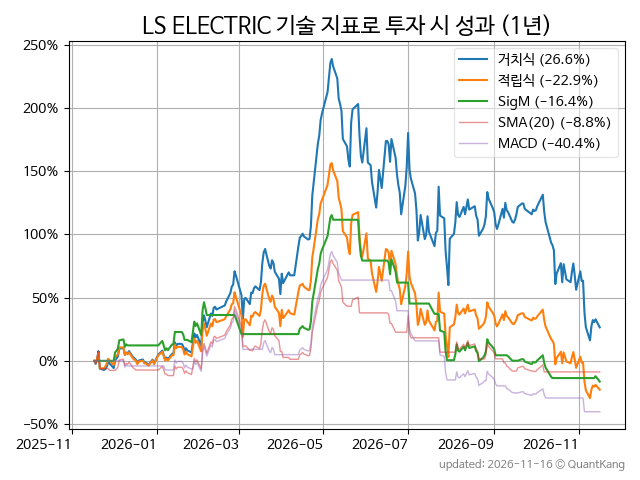 LS ELECTRIC 기술 지표로 투자 시 성과 (1년)
거치식 (26.6%)
적립식 (−22.9%)
SigM (−16.4%)
SMA(20) (−8.8%)
MACD (−40.4%)
250%
200%
150%
100%
50%
0%
−50%
2025-11 2026-01 2026-03 2026-05 2026-07 2026-09 2026-11
updated: 2026-11-16 © QuantKang